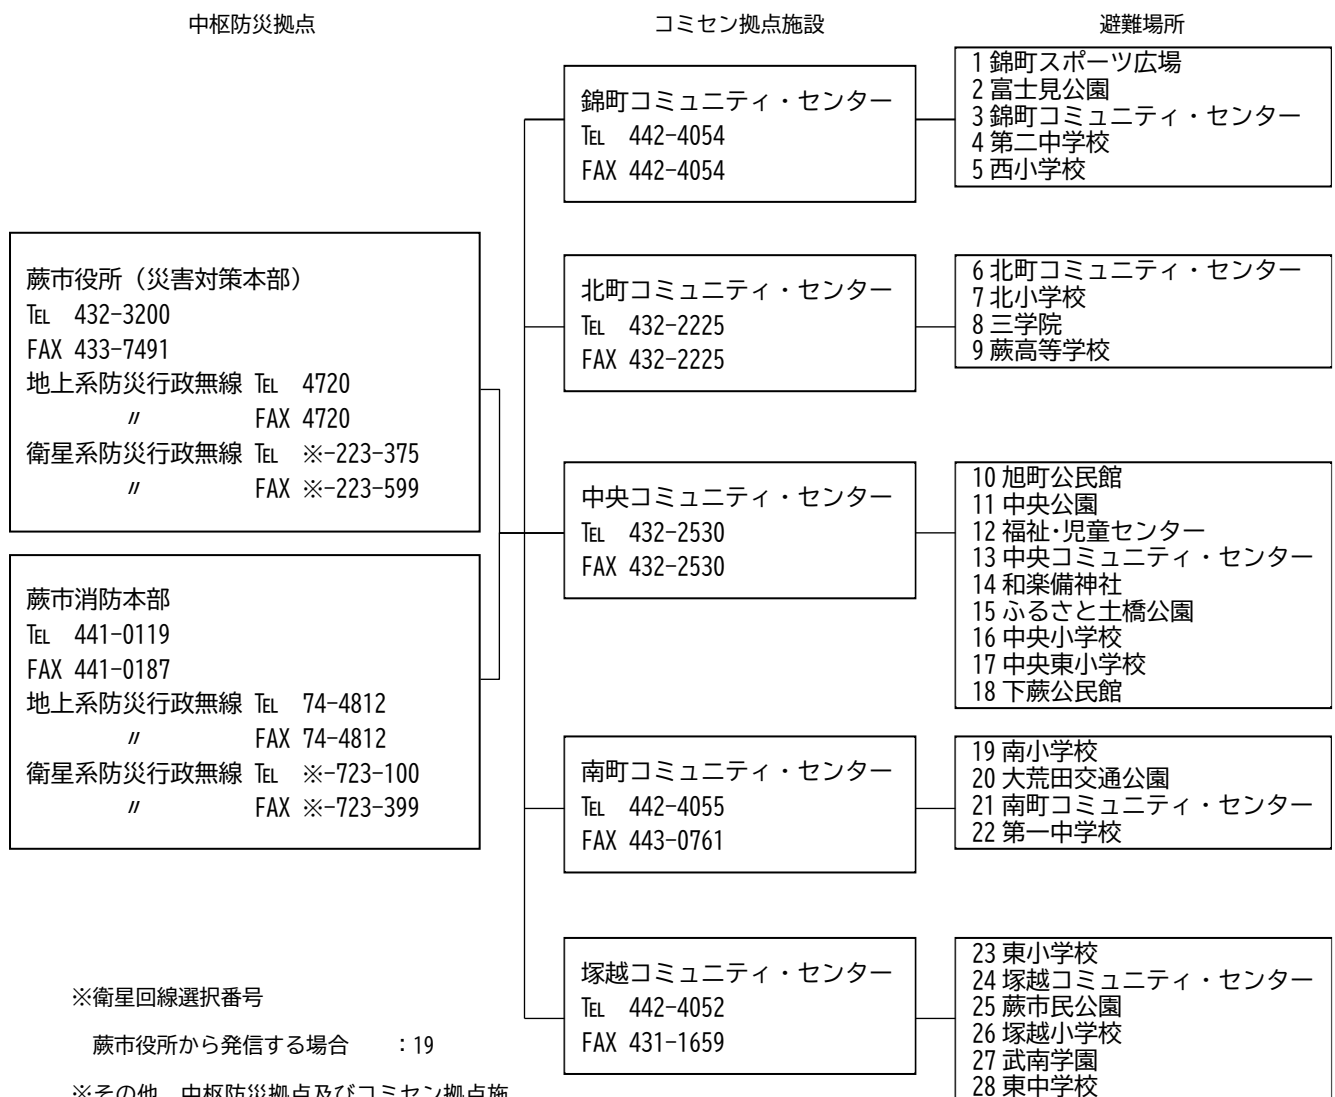 中枢防災拠点
コミセン拠点施設
避難場所
蕨市役所（災害対策本部）
℡ 432-3200
FAX 433-7491
地上系防災行政無線 ℡ 4720
〃 FAX 4720
衛星系防災行政無線 ℡ ※-223-375
〃 FAX ※-223-599
蕨市消防本部
℡ 441-0119
FAX 441-0187
地上系防災行政無線 ℡ 74-4812
〃 FAX 74-4812
衛星系防災行政無線 ℡ ※-723-100
〃 FAX ※-723-399
錦町コミュニティ・センター
℡ 442-4054
FAX 442-4054
1 錦町スポーツ広場
2 富士見公園
3 錦町コミュニティ・センター
4 第二中学校
5 西小学校
北町コミュニティ・センター
℡ 432-2225
FAX 432-2225
6 北町コミュニティ・センター
7 北小学校
8 三学院
9 蕨高等学校
中央コミュニティ・センター
℡ 432-2530
FAX 432-2530
10 旭町公民館
11 中央公園
12 福祉・児童センター
13 中央コミュニティ・センター
14 和楽備神社
15 ふるさと土橋公園
16 中央小学校
17 中央東小学校
18 下蕨公民館
南町コミュニティ・センター
℡ 442-4055
FAX 443-0761
19 南小学校
20 大荒田交通公園
21 南町コミュニティ・センター
22 第一中学校
塚越コミュニティ・センター
℡ 442-4052
FAX 431-1659
23 東小学校
24 塚越コミュニティ・センター
25 蕨市民公園
26 塚越小学校
27 武南学園
28 東中学校
※衛星回線選択番号
蕨市役所から発信する場合 ：19
※その他、中枢防災拠点及びコミセン拠点施